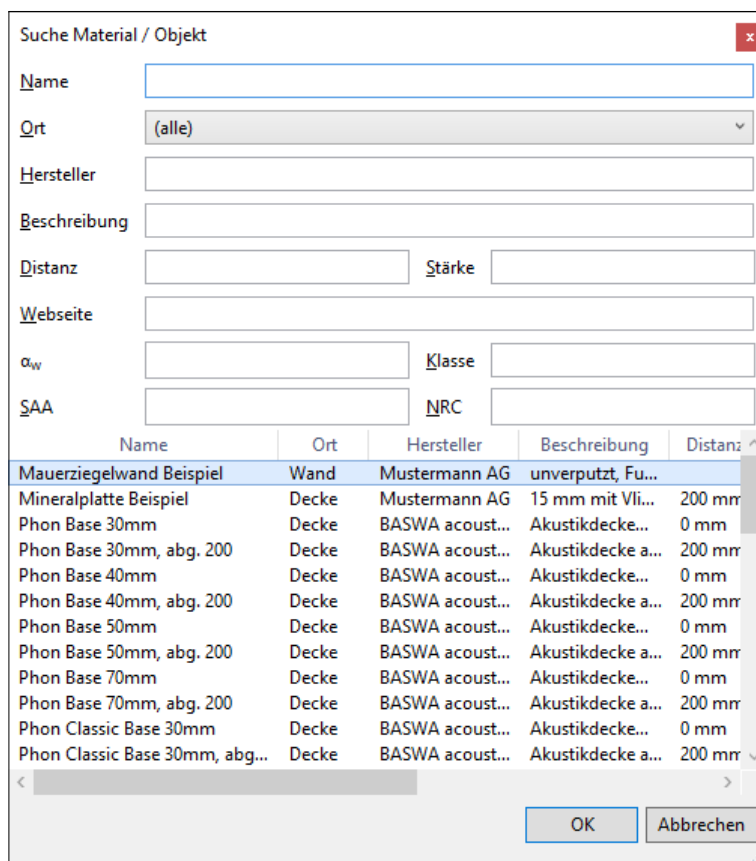 Suche Material / Objekt x
Name
Ort (alle)
Hersteller
Beschreibung
Distanz Stärke
Webseite
αw Klasse
SAA NRC
Name Ort Hersteller Beschreibung Distanz
Mauerziegelwand Beispiel Wand Mustermann AG unverputzt, Fu...
Mineralplatte Beispiel Decke Mustermann AG 15 mm mit Vli... 200 mm
Phon Base 30mm Decke BASWA acoust... Akustikdecke... 0 mm
Phon Base 30mm, abg. 200 Decke BASWA acoust... Akustikdecke a... 200 mm
Phon Base 40mm Decke BASWA acoust... Akustikdecke... 0 mm
Phon Base 40mm, abg. 200 Decke BASWA acoust... Akustikdecke a... 200 mm
Phon Base 50mm Decke BASWA acoust... Akustikdecke... 0 mm
Phon Base 50mm, abg. 200 Decke BASWA acoust... Akustikdecke a... 200 mm
Phon Base 70mm Decke BASWA acoust... Akustikdecke... 0 mm
Phon Base 70mm, abg. 200 Decke BASWA acoust... Akustikdecke a... 200 mm
Phon Classic Base 30mm Decke BASWA acoust... Akustikdecke... 0 mm
Phon Classic Base 30mm, abg... Decke BASWA acoust... Akustikdecke a... 200 mm
OK Abbrechen